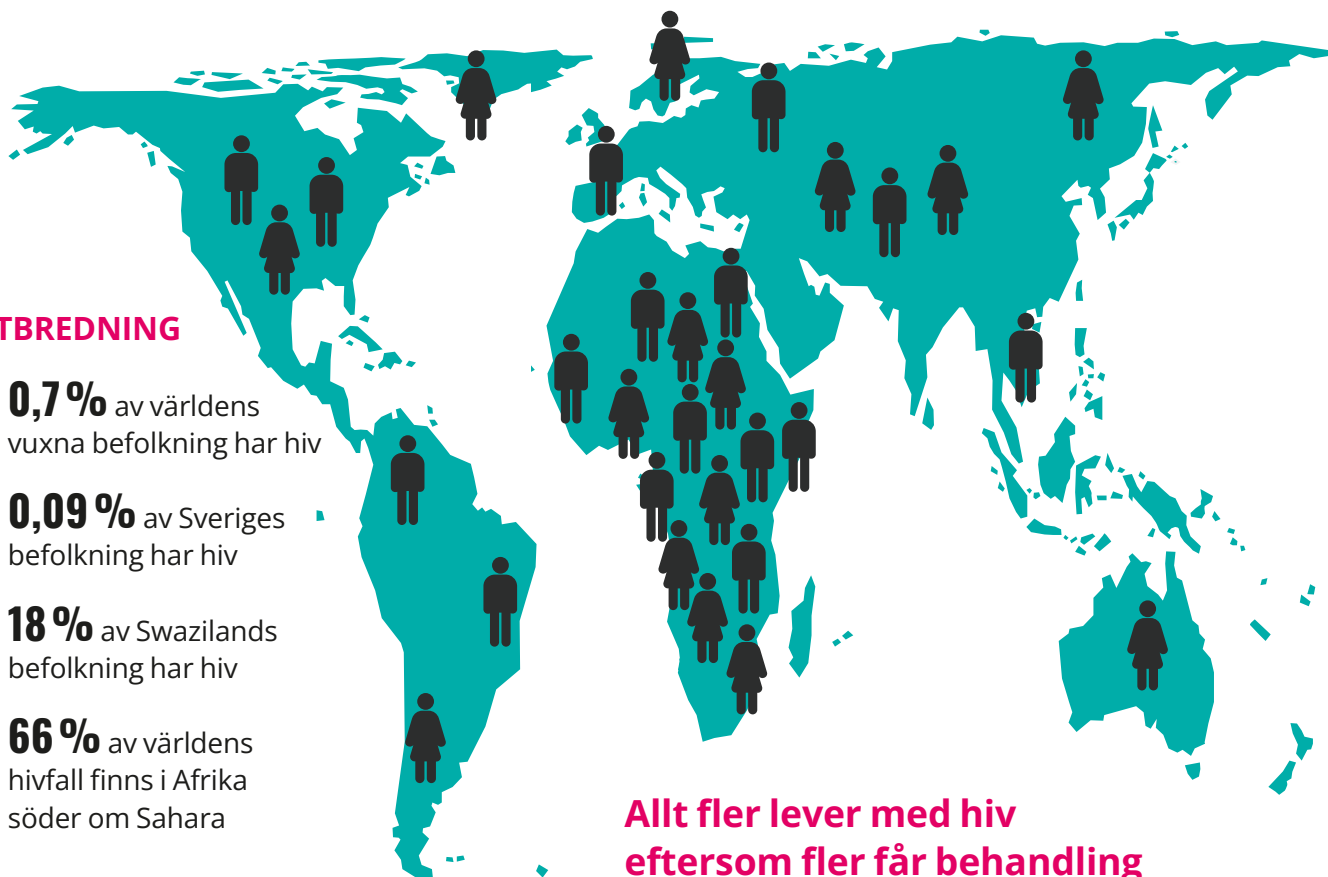 TBREDNING
0,7 % av världens
vuxna befolkning har hiv
0,09 % av Sveriges
befolkning har hiv
18 % av Swazilands
befolkning har hiv
66 % av världens
hivfall finns i Afrika
söder om Sahara
Allt fler lever med hiv
eftersom fler får behandling